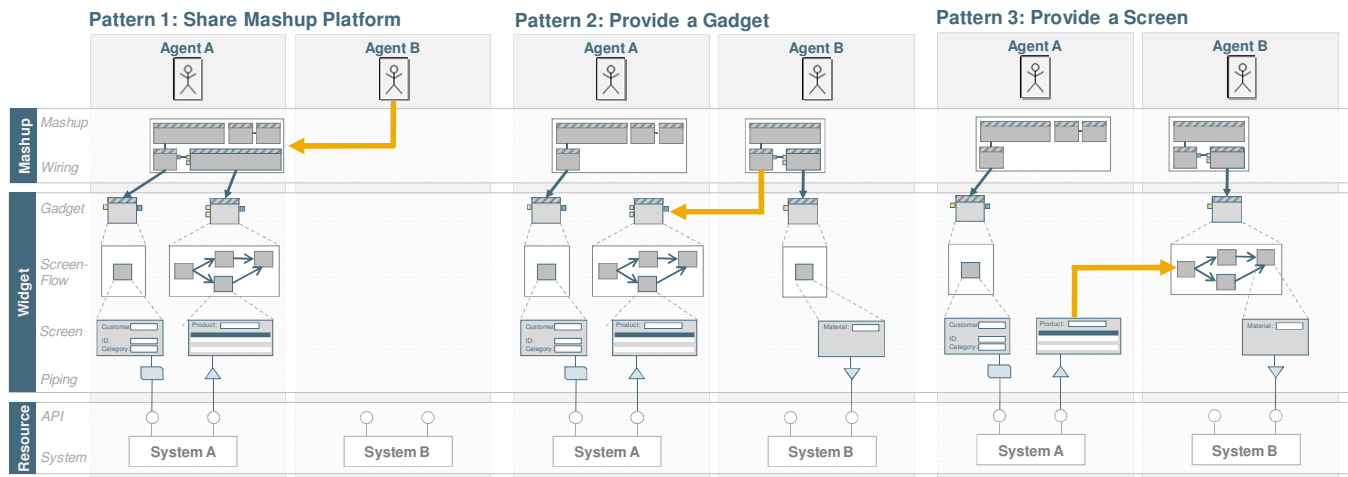 Pattern 1: Share Mashup Platform
Pattern 2: Provide a Gadget
Pattern 3: Provide a Screen
Agent A
Agent B
Agent A
Agent B
Agent A
Agent B
Mashup
Mashup
Wiring
Widget
Gadget
Screen-
Flow
Screen
Customer
ID:
Category:
Product:
Customer
ID:
Category:
Product:
Material:
Customer
ID:
Category:
Product:
Material:
Piping
Resource
API
System
System A
System B
System A
System B
System A
System B